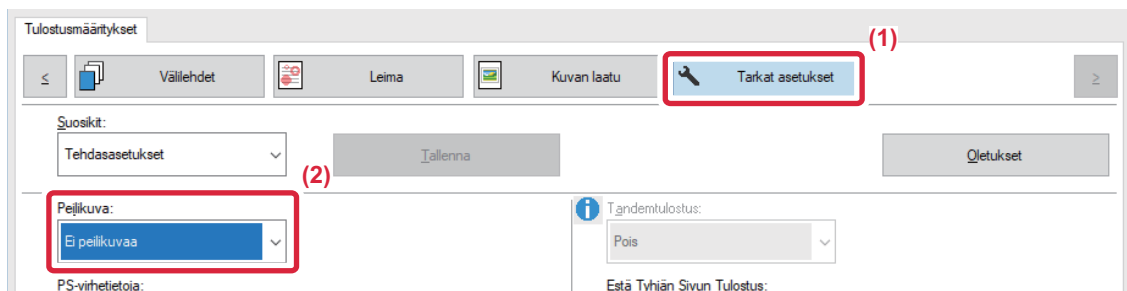 Tulostusmääritykset
(1)
≤ Välilehdet Leima Kuvan laatu Tarkat asetukset ≥
Suosikit:
Tehdasasetukset Tallenna Oletukset
(2)
Peilikuva: Tandemtulostus:
Ei peilikuvaa Pois
PS-virhetietoja: Estä Tyhjän Sivun Tulostus: